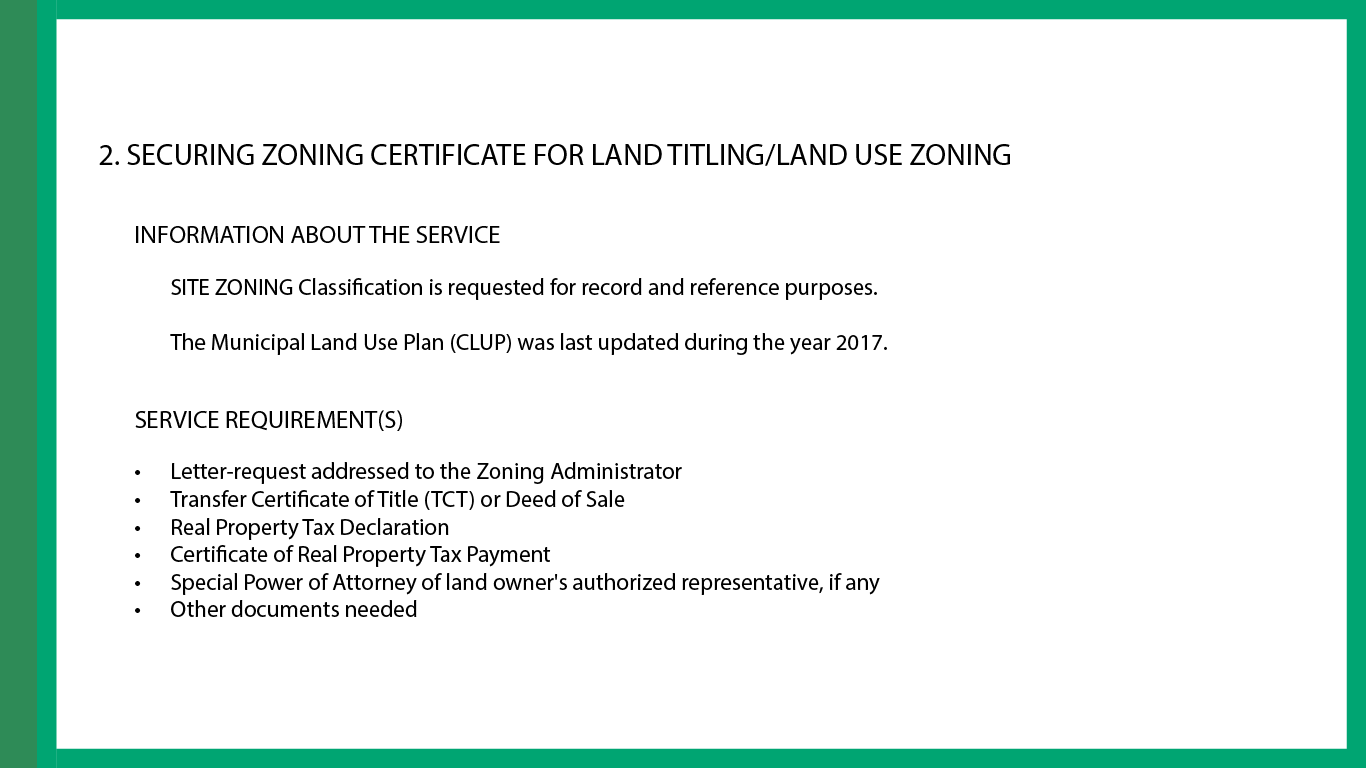 2. SECURING ZONING CERTIFICATE FOR LAND TITLING/LAND USE ZONING
INFORMATION ABOUT THE SERVICE
SITE ZONING Classification is requested for record and reference purposes.
The Municipal Land Use Plan (CLUP) was last updated during the year 2017.
SERVICE REQUIREMENT(S)
• Letter-request addressed to the Zoning Administrator
• Transfer Certificate of Title (TCT) or Deed of Sale
• Real Property Tax Declaration
• Certificate of Real Property Tax Payment
• Special Power of Attorney of land owner's authorized representative, if any
• Other documents needed